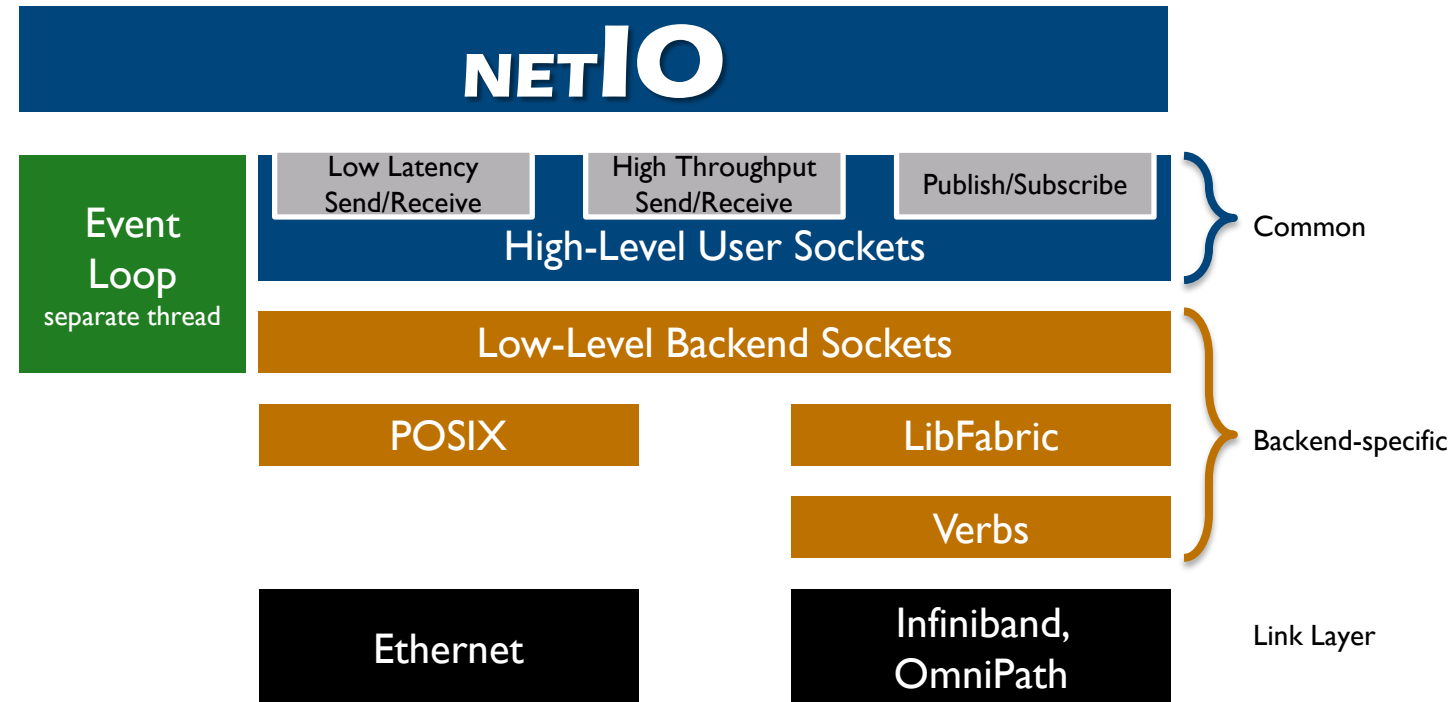 NETIO
Low Latency
Send/Receive
High Throughput
Send/Receive
Publish/Subscribe
High-Level User Sockets
Common
Event
Loop
separate thread
Low-Level Backend Sockets
POSIX
LibFabric
Backend-specific
Verbs
Ethernet
Infiniband,
OmniPath
Link Layer